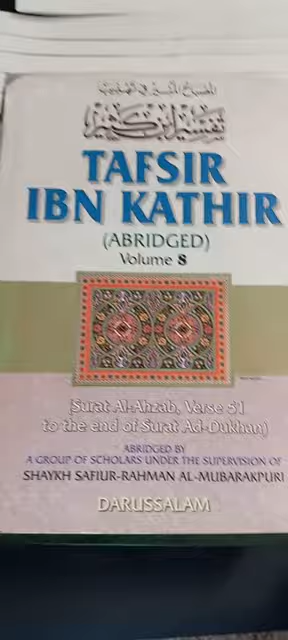 المصباح المنير في تهذيب
تفسير ابن كثير
TAFSIR
IBN KATHIR
(ABRIDGED)
Volume 8
(Surat Al-Ahzab, Verse 51
to the end of Surat Ad-Dukhan)
ABRIDGED BY
A GROUP OF SCHOLARS UNDER THE SUPERVISION OF
SHAYKH SAFIUR-RAHMAN AL-MUBARAKPURI
DARUSSALAM